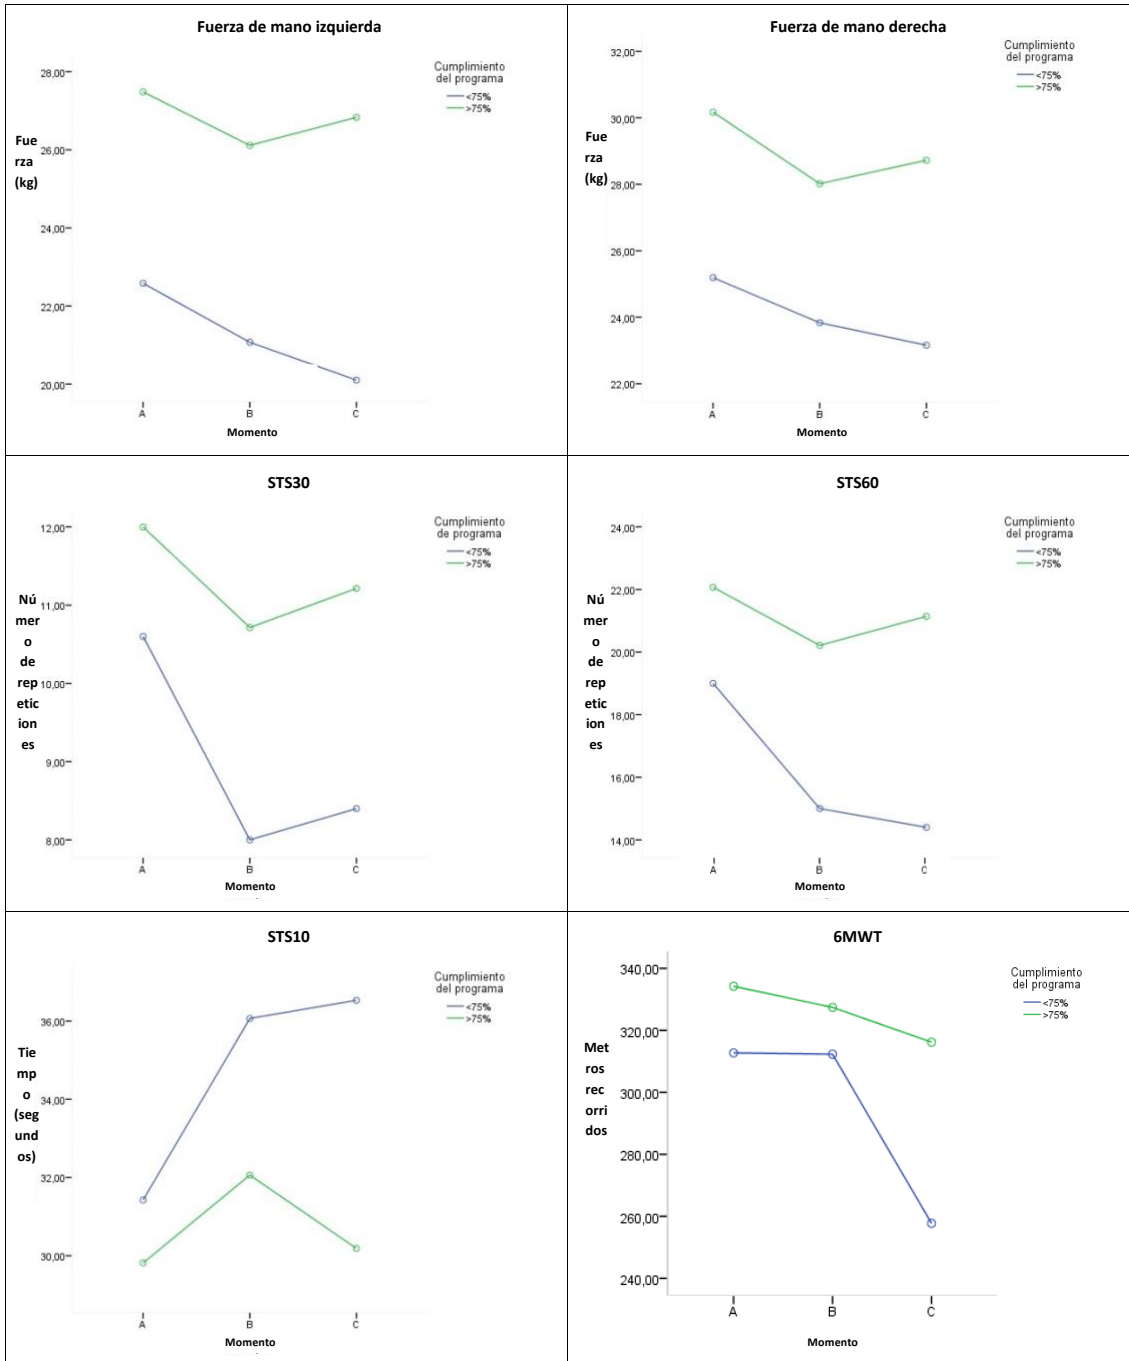 Fuerza de mano izquierda
28,00
26,00
24,00
22,00
20,00
Fue
rza
(kg)
A
B
C
Momento
Cumplimiento
del programa
<75%
>75%
Fuerza de mano derecha
32,00
30,00
28,00
26,00
24,00
22,00
Fue
rza
(kg)
A
B
C
Momento
Cumplimiento
del programa
<75%
>75%
STS30
12,00
11,00
10,00
9,00
8,00
Nú
mer
o
de
rep
etic
ion
es
A
B
C
Momento
Cumplimiento
de programa
<75%
>75%
STS60
24,00
22,00
20,00
18,00
16,00
14,00
Nú
mer
o
de
rep
etic
ion
es
A
B
C
Momento
Cumplimiento
del programa
<75%
>75%
STS10
36,00
34,00
32,00
30,00
Tie
mp
o
(seg
und
os)
A
B
C
Momento
Cumplimiento
del programa
<75%
>75%
6MWT
340,00
320,00
300,00
280,00
260,00
240,00
Met
ros
rec
orri
dos
A
B
C
Momento
Cumplimiento
del programa
<75%
>75%